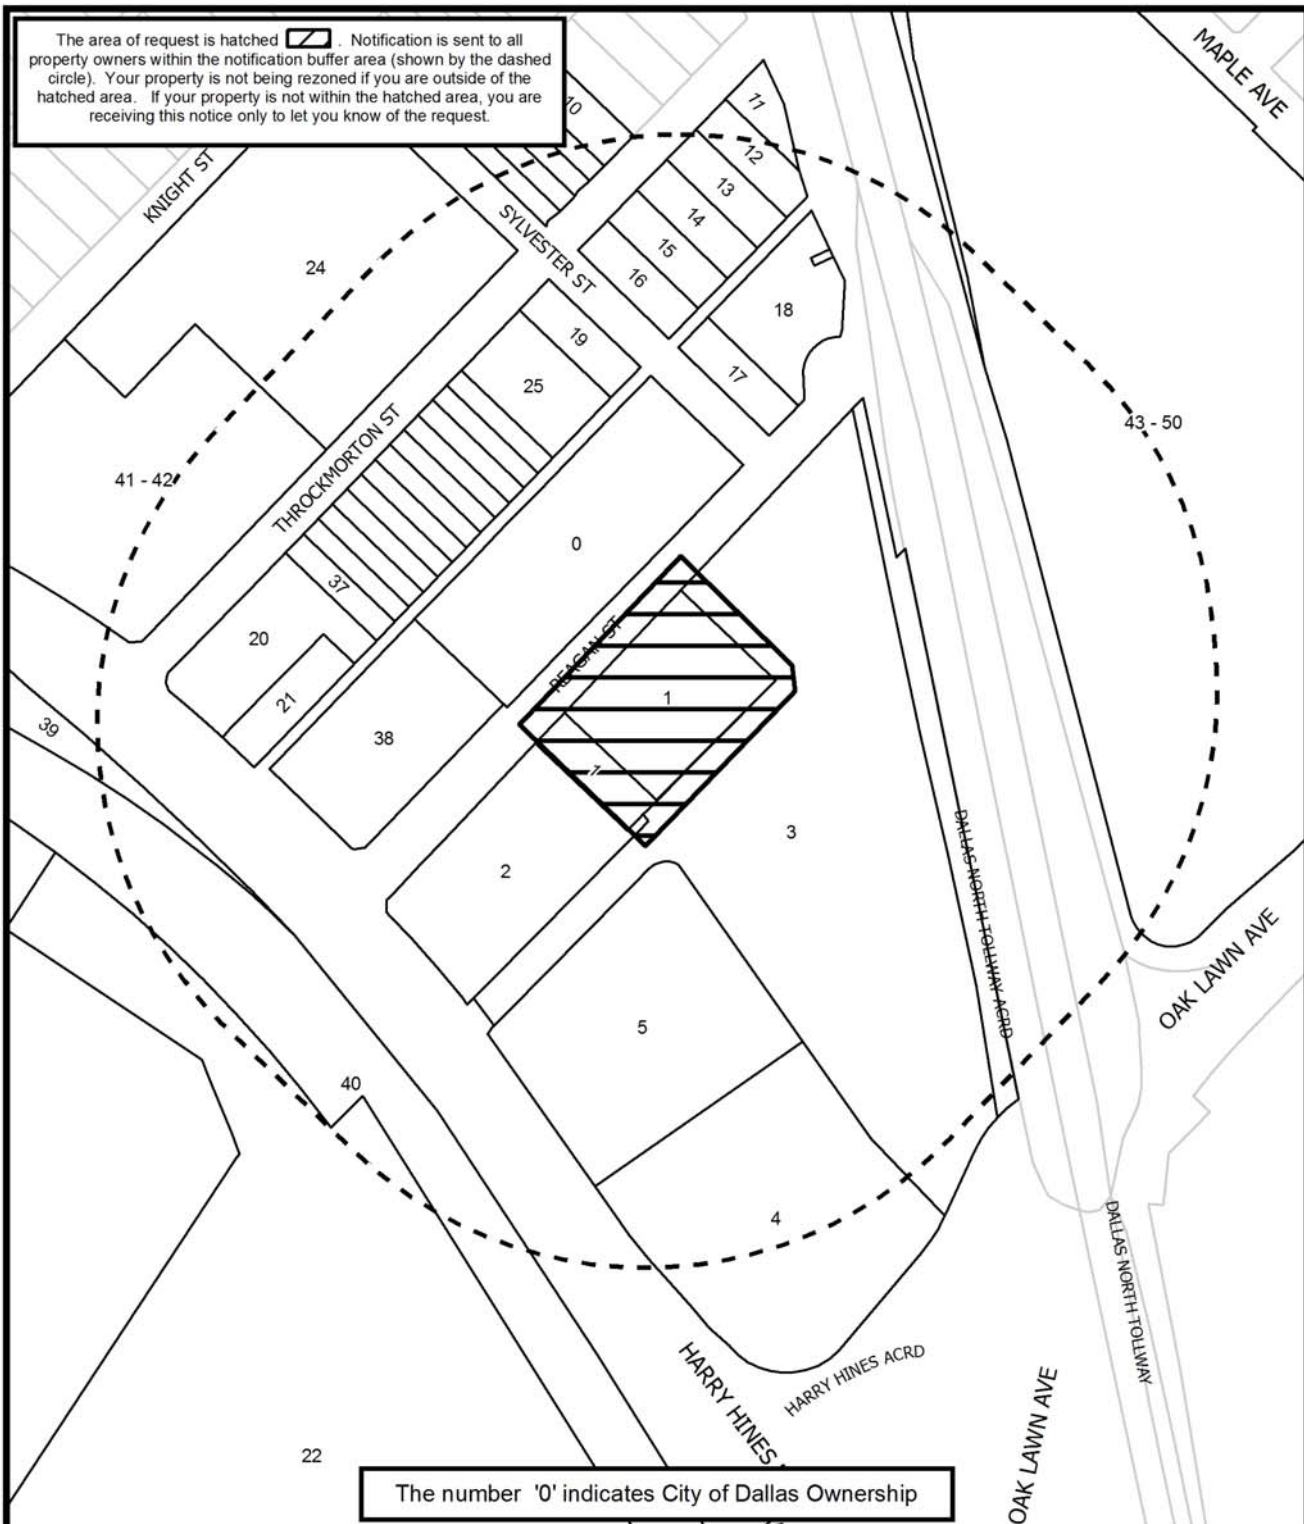 The area of request is hatched . Notification is sent to all
property owners within the notification buffer area (shown by the dashed
circle). Your property is not being rezoned if you are outside of the
hatched area. If your property is not within the hatched area, you are
receiving this notice only to let you know of the request.
MAPLE AVE
10
11
12
13
14
15
16
KNIGHT ST
SYLVESTER ST
24
18
19
17
25
43 - 50
THROCKMORTON ST
41 - 42
0
37
20
REAGAN ST
21
1
39
38
1
3
2
DALLAS NORTH TOLLWAY ACRD
OAK LAWN AVE
5
40
4
DALLAS NORTH TOLLWAY
HARRY HINES
HARRY HINES ACRD
OAK LAWN AVE
22
The number '0' indicates City of Dallas Ownership